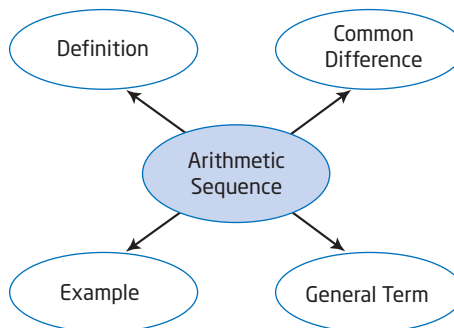 Definition
Common
Difference
Arithmetic
Sequence
Example
General Term